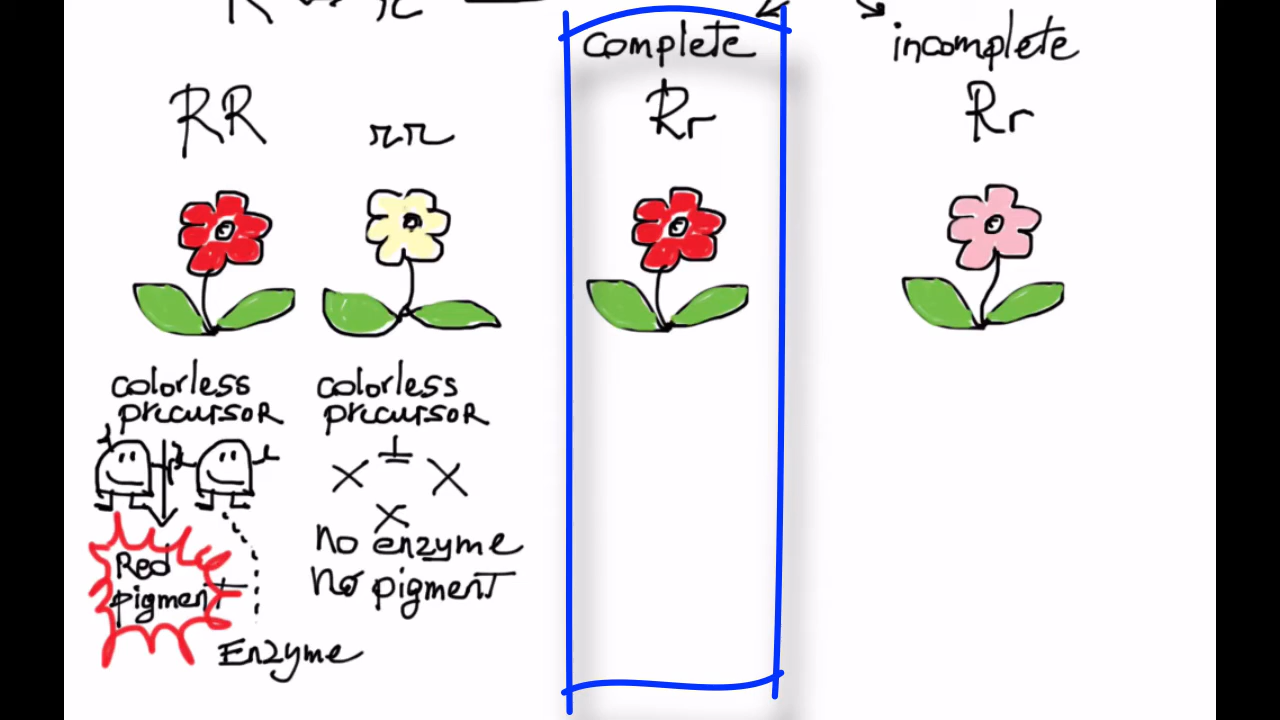 complete
incomplete
RR
rr
Rr
Rr
colorless
precursor
colorless
precursor
No enzyme
No pigment
Red
pigment
Enzyme